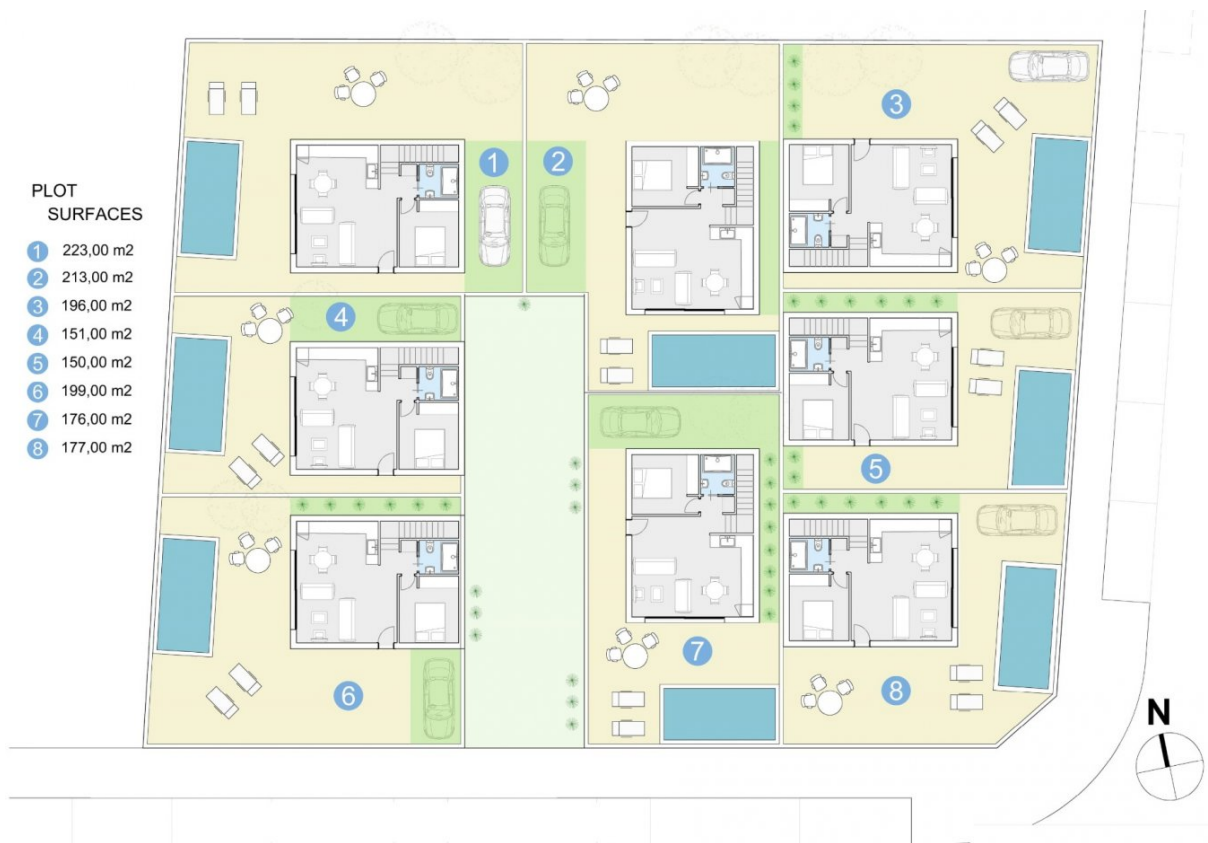 PLOT
SURFACES
1 223,00 m2
2 213,00 m2
3 196,00 m2
4 151,00 m2
5 150,00 m2
6 199,00 m2
7 176,00 m2
8 177,00 m2
1
2
3
4
5
6
7
8
N